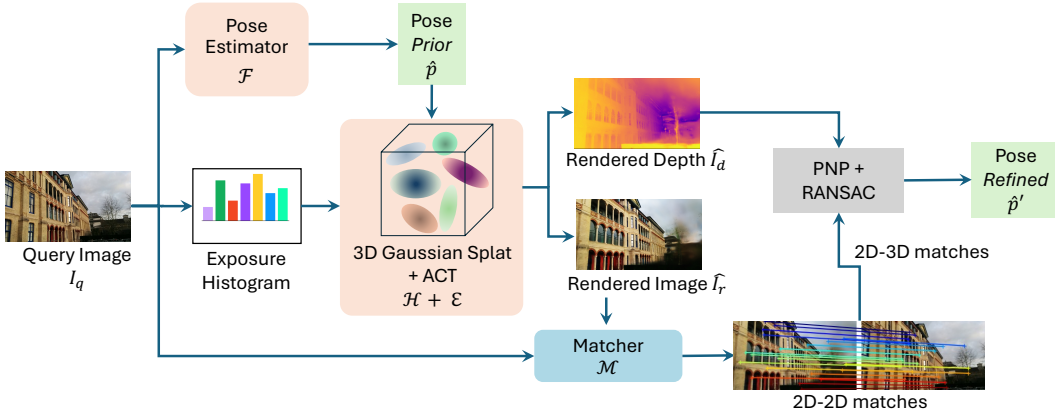 Pose
Estimator
ℱ
Pose
Prior
p̂
Query Image
I_q
Exposure
Histogram
3D Gaussian Splat
+ ACT
ℋ + ℰ
Rendered Depth Î_d
Rendered Image Î_r
Matcher
ℳ
PNP +
RANSAC
2D-3D matches
2D-2D matches
Pose
Refined
p̂′